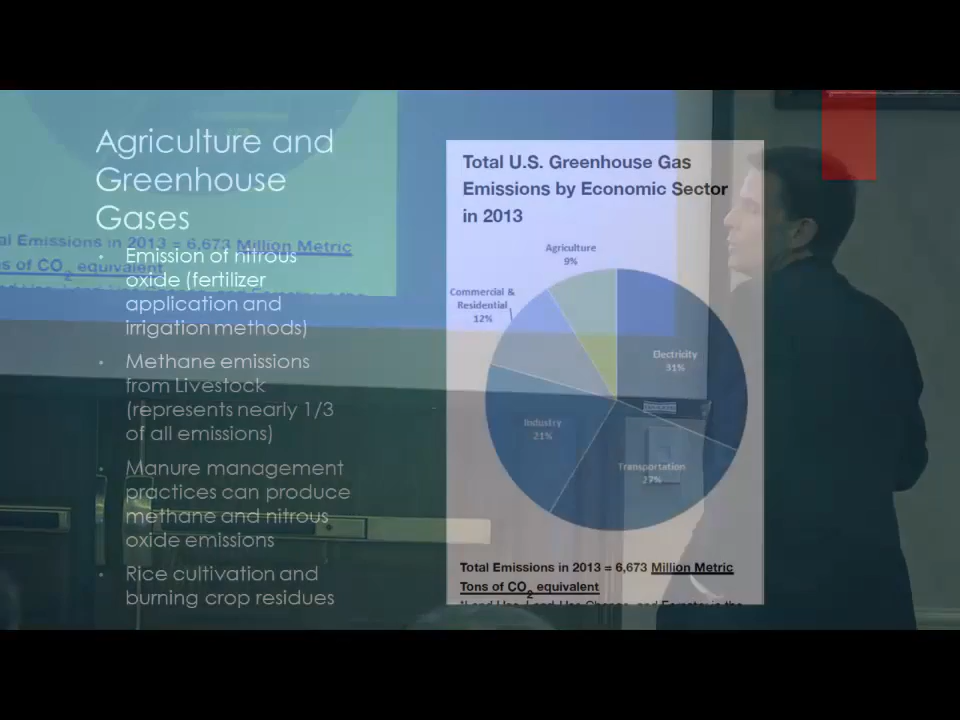 Agriculture and
Greenhouse
Gases
al Emissions in 2013 = 6,673 Million Metric
s of CO2 equivalent
· Emission of nitrous
oxide (fertilizer
application and
irrigation methods)
· Methane emissions
from Livestock
(represents nearly 1/3
of all emissions)
· Manure management
practices can produce
methane and nitrous
oxide emissions
· Rice cultivation and
burning crop residues
Total U.S. Greenhouse Gas
Emissions by Economic Sector
in 2013
Agriculture
9%
Commercial &
Residential
12%
Electricity
31%
Industry
21%
Transportation
27%
Total Emissions in 2013 = 6,673 Million Metric
Tons of CO2 equivalent